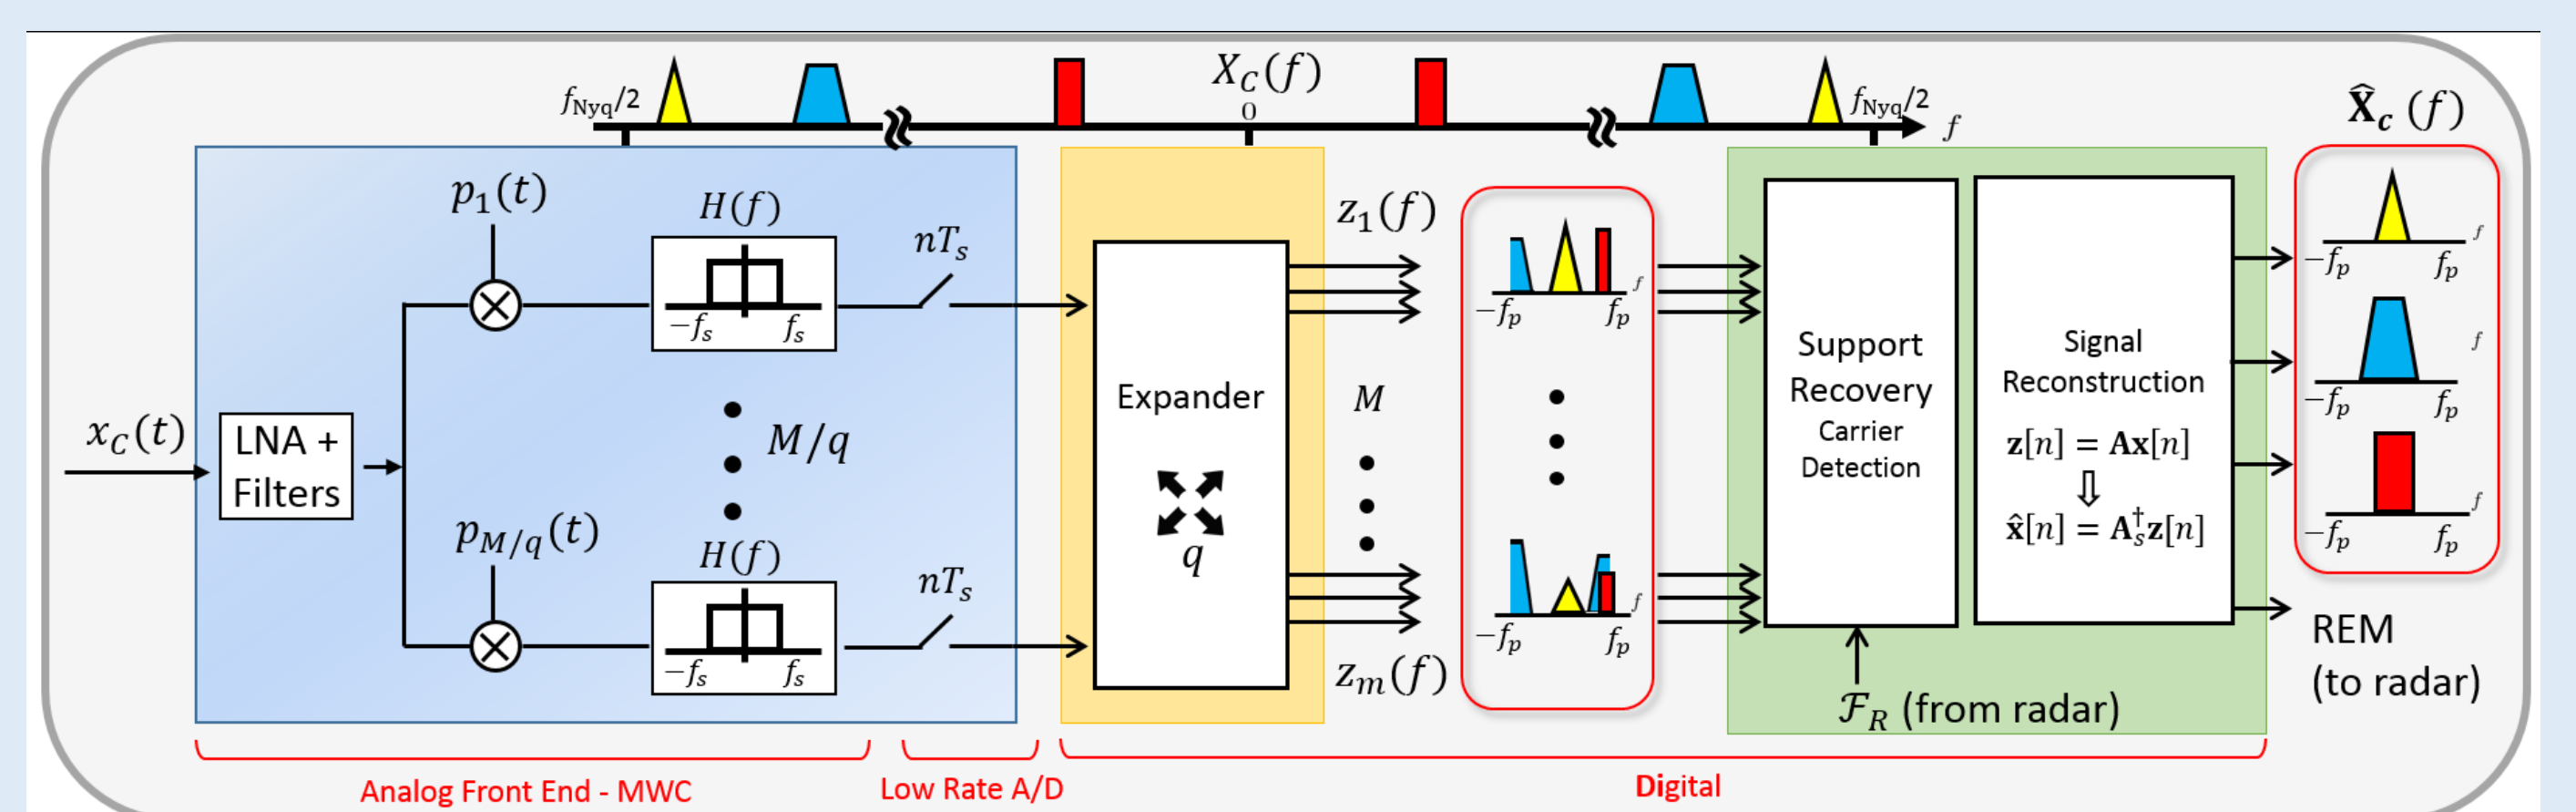 X_C(f)
f_Nyq/2
0
f_Nyq/2
f
X̂_c (f)
p_1(t)
H(f)
nT_s
−f_s
f_s
x_C(t)
LNA +
Filters
M/q
p_{M/q}(t)
H(f)
nT_s
−f_s
f_s
Expander
q
z_1(f)
M
z_m(f)
f
−f_p
f_p
f
−f_p
f_p
Support
Recovery
Carrier
Detection
ℱ_R (from radar)
Signal
Reconstruction
z[n] = Ax[n]
⇩
x̂[n] = A_s^†z[n]
f
−f_p
f_p
f
−f_p
f_p
f
−f_p
f_p
REM
(to radar)
Analog Front End - MWC
Low Rate A/D
Digital